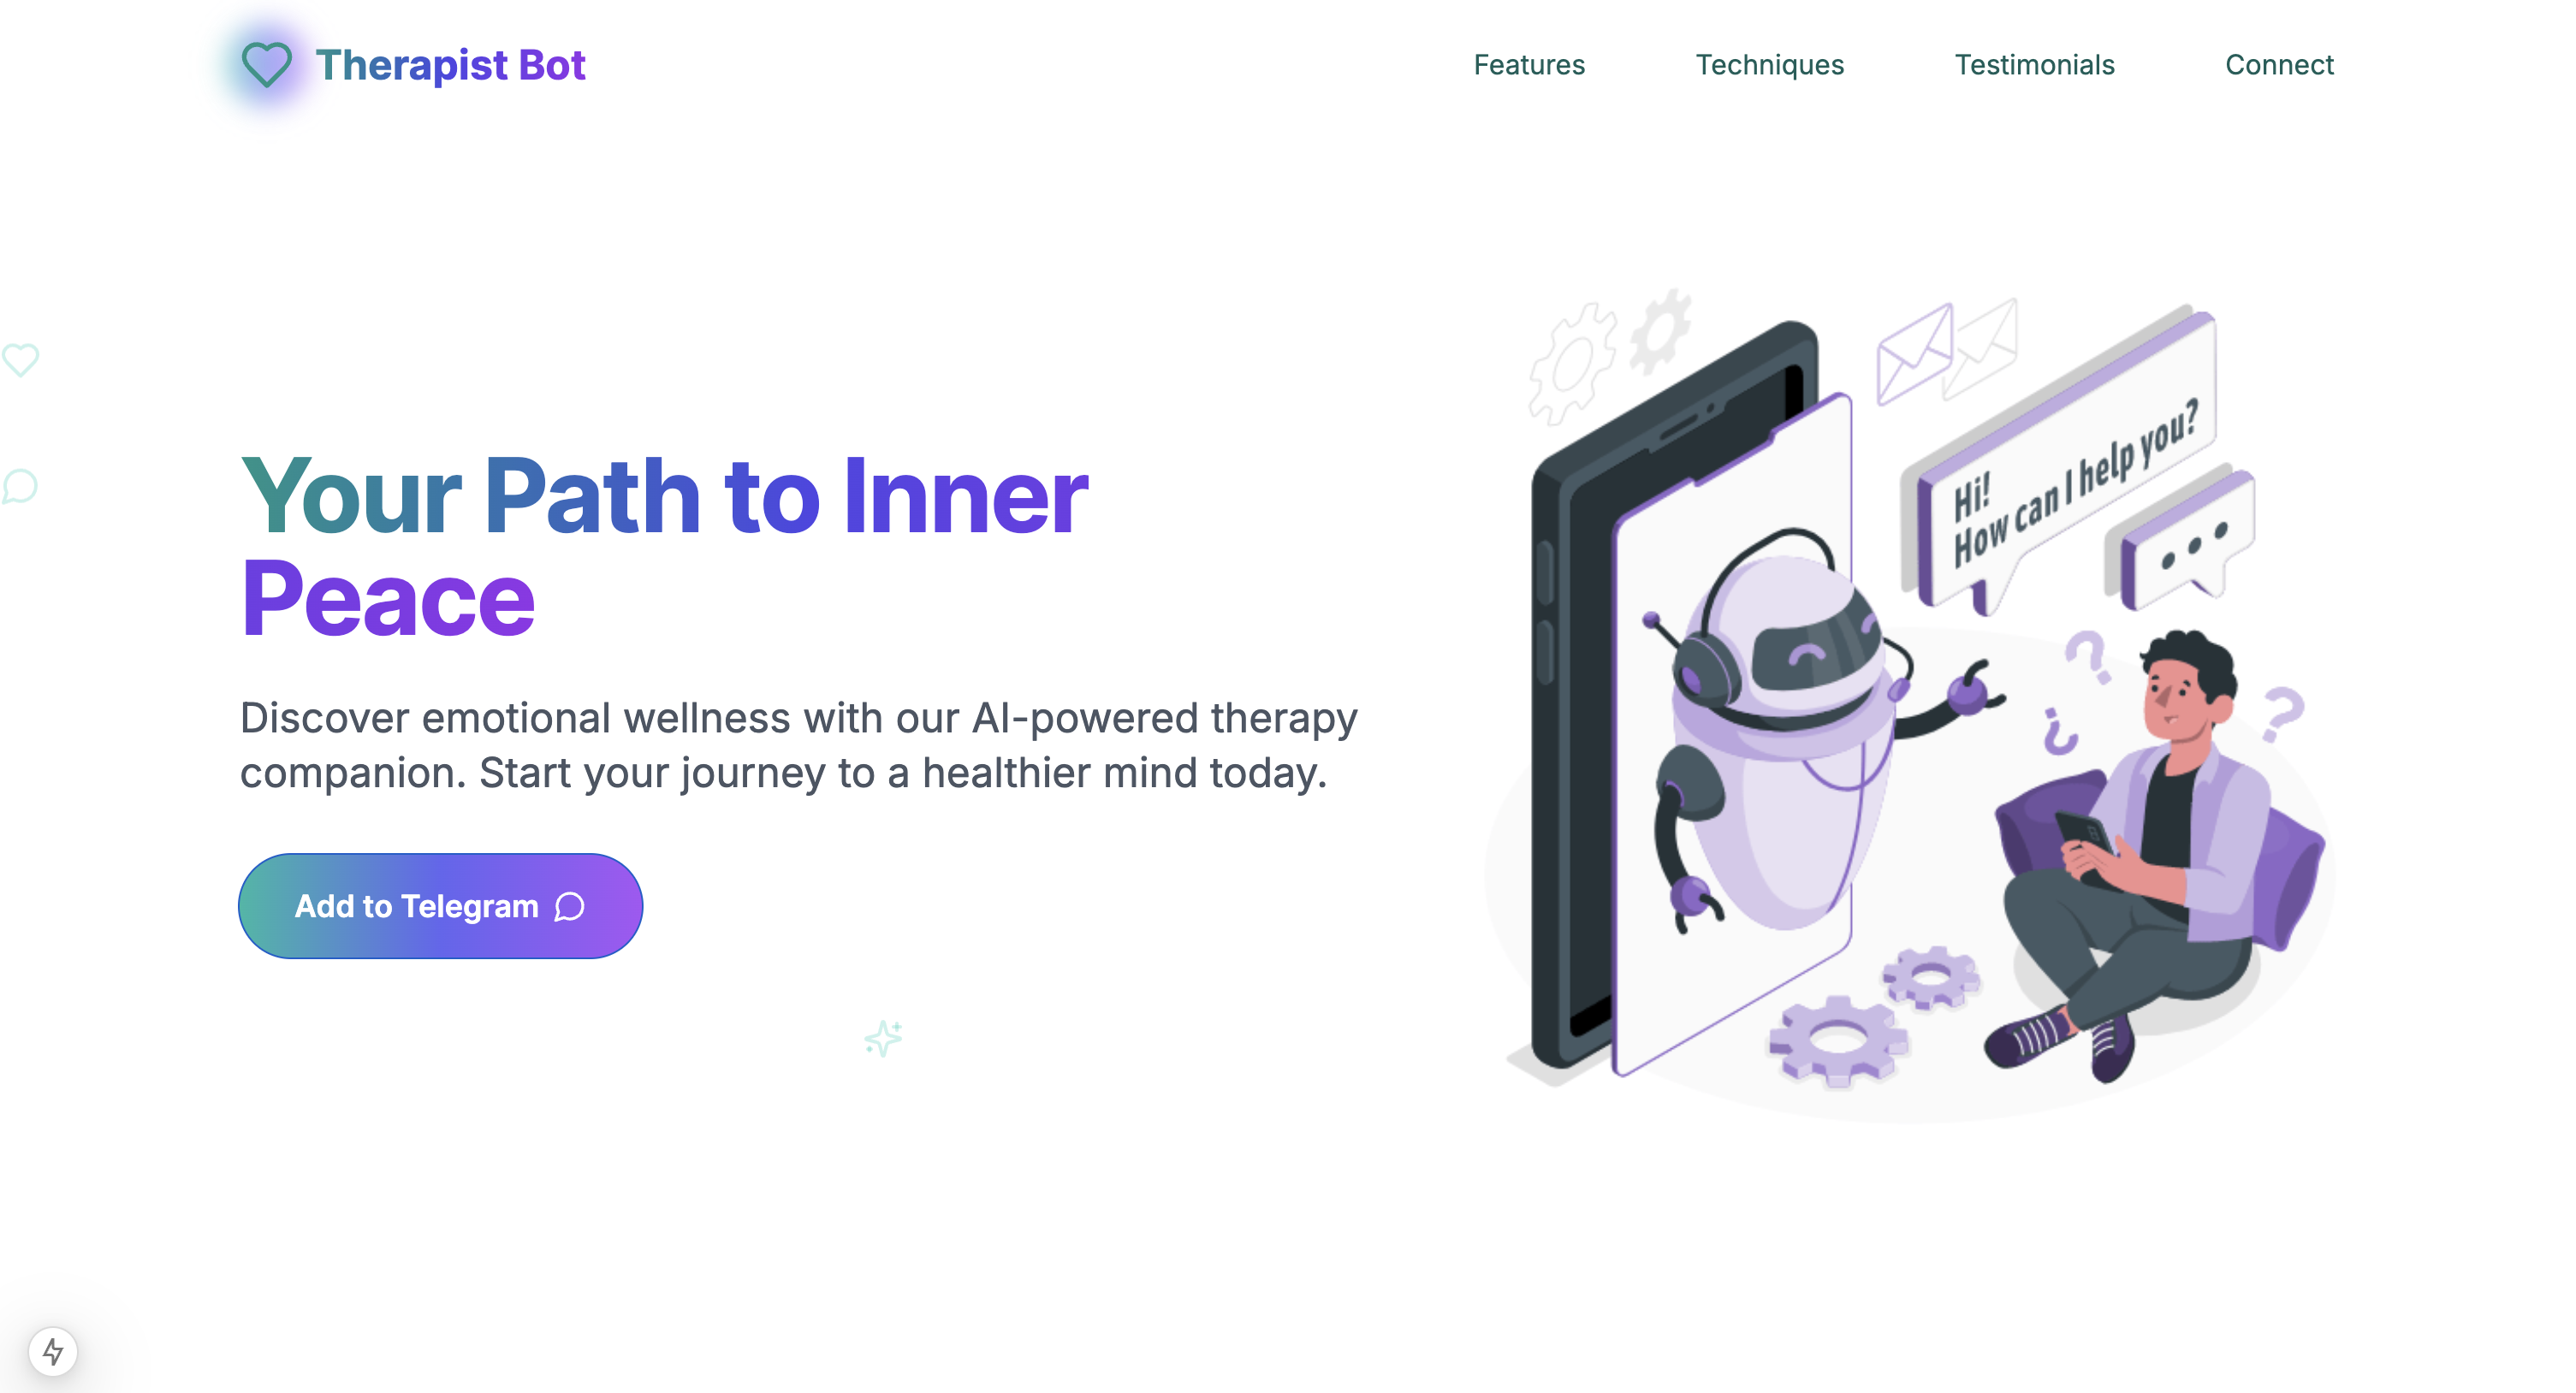 Therapist Bot
Features
Techniques
Testimonials
Connect
Your Path to Inner
Peace
Discover emotional wellness with our AI-powered therapy
companion. Start your journey to a healthier mind today.
Add to Telegram
Hi!
How can I help you?